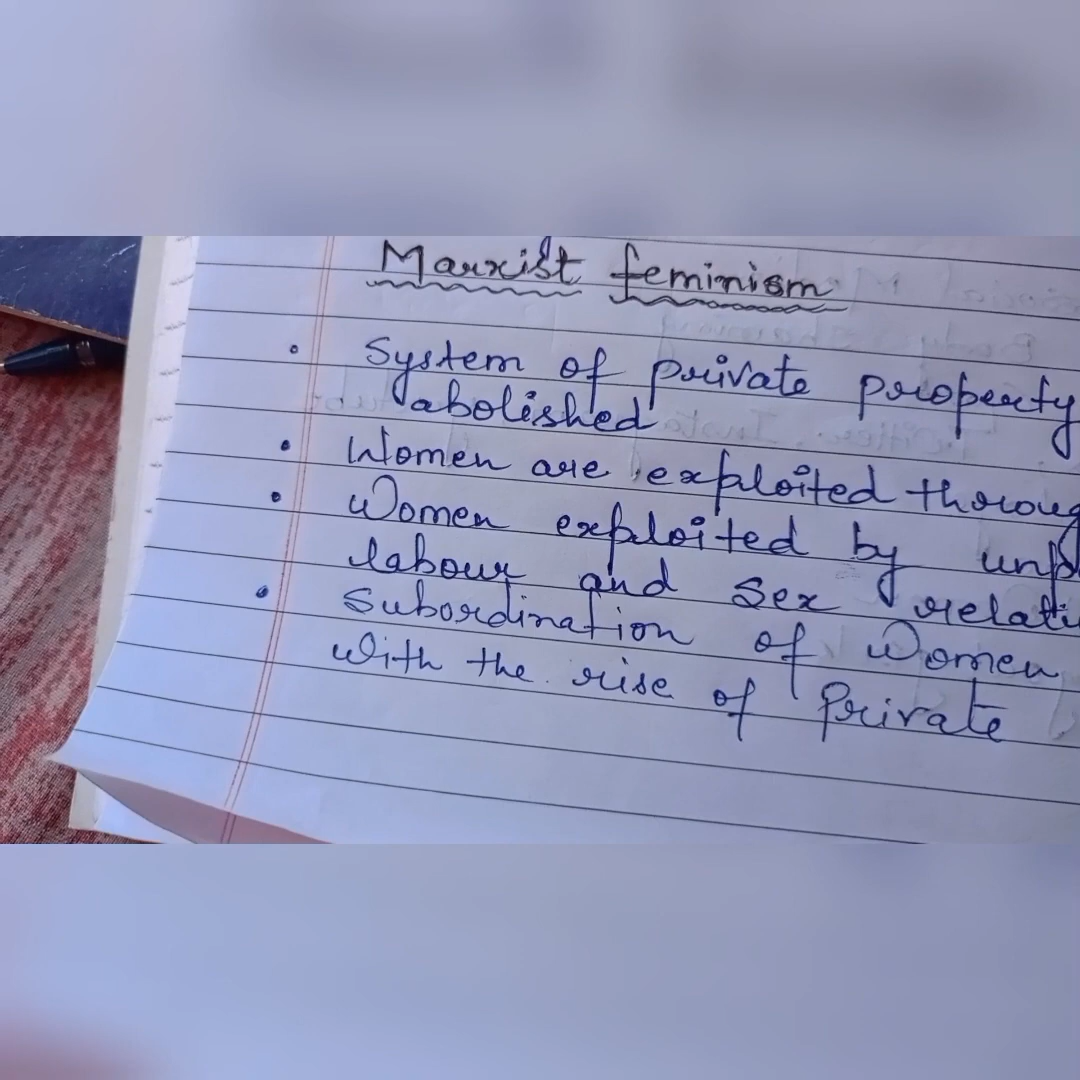 Marxist feminism
• System of private property
abolished
• Women are exploited
• Women exploited by
labour and sex
• Subordination of women
with the rise of Private